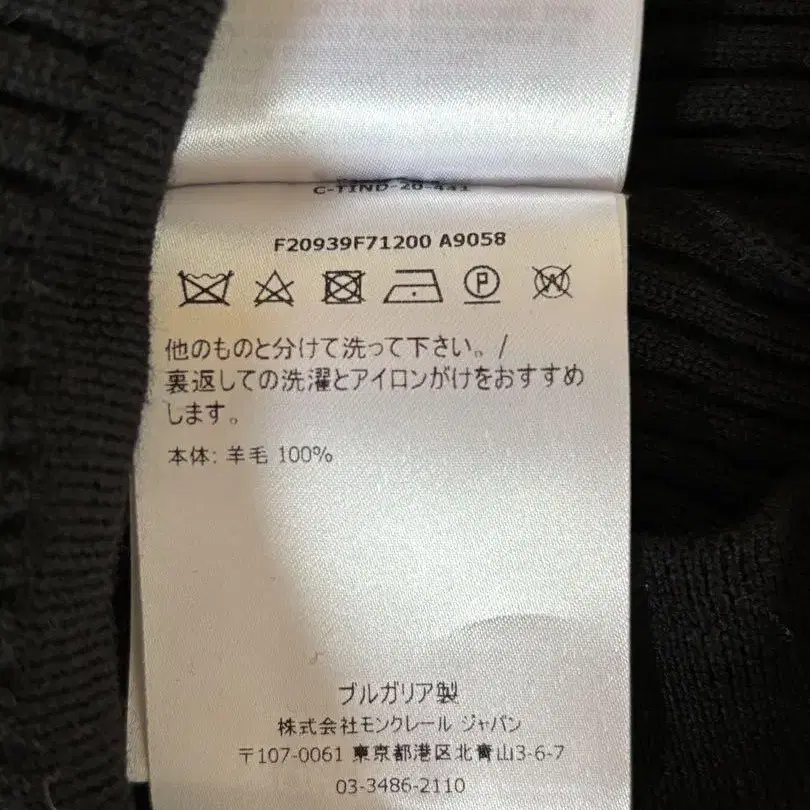 C-TIND-20-441
F20939F71200 A9058
他のものと分けて洗って下さい。/
裏返しての洗濯とアイロンがけをおすすめ
します。
本体: 羊毛 100%
ブルガリア製
株式会社モンクレール ジャパン
〒107-0061 東京都港区北青山3-6-7
03-3486-2110